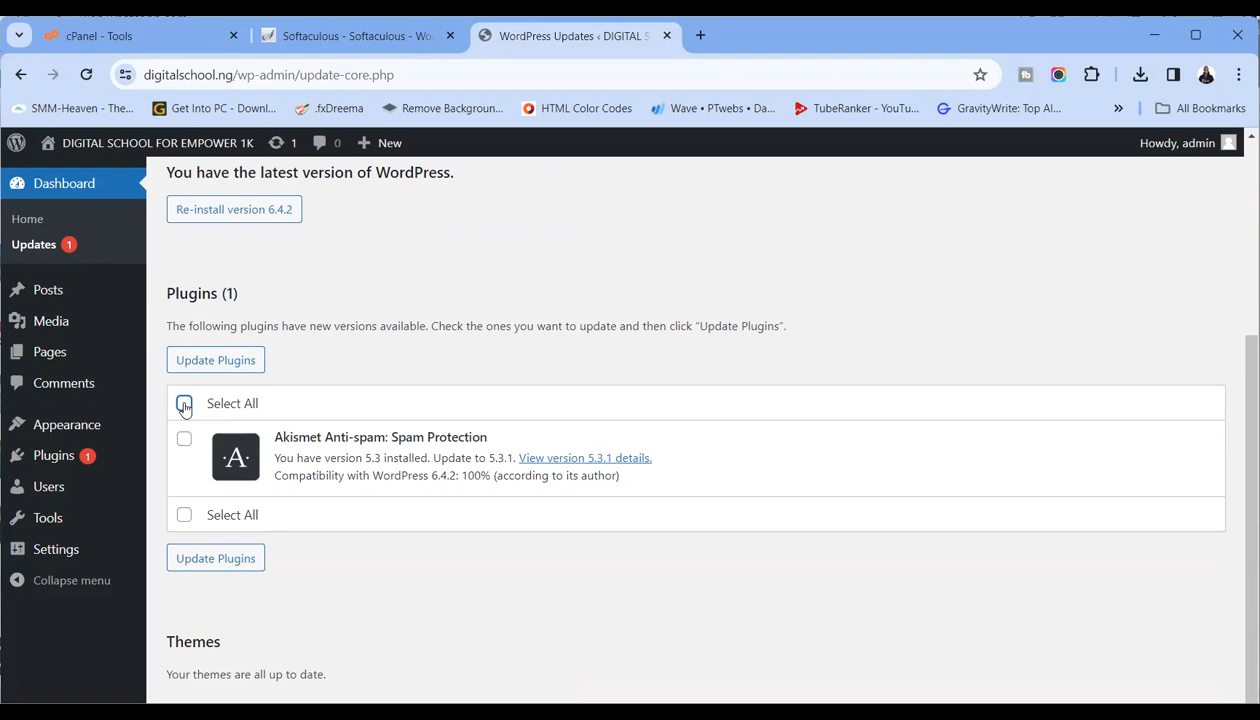 cPanel - Tools
Softaculous - Softaculous - Wo
WordPress Updates ‹ DIGITAL S
digitalschool.ng/wp-admin/update-core.php
SMM-Heaven - The...
Get Into PC - Downl...
.fxDreema
Remove Backgroun...
HTML Color Codes
Wave • PTwebs • Da...
TubeRanker - YouTu...
GravityWrite: Top AI...
»
All Bookmarks
DIGITAL SCHOOL FOR EMPOWER 1K
1
0
New
Howdy, admin
Dashboard
Home
Updates 1
Posts
Media
Pages
Comments
Appearance
Plugins 1
Users
Tools
Settings
Collapse menu
You have the latest version of WordPress.
Re-install version 6.4.2
Plugins (1)
The following plugins have new versions available. Check the ones you want to update and then click “Update Plugins”.
Update Plugins
Select All
Akismet Anti-spam: Spam Protection
·A·
You have version 5.3 installed. Update to 5.3.1. View version 5.3.1 details.
Compatibility with WordPress 6.4.2: 100% (according to its author)
Select All
Update Plugins
Themes
Your themes are all up to date.